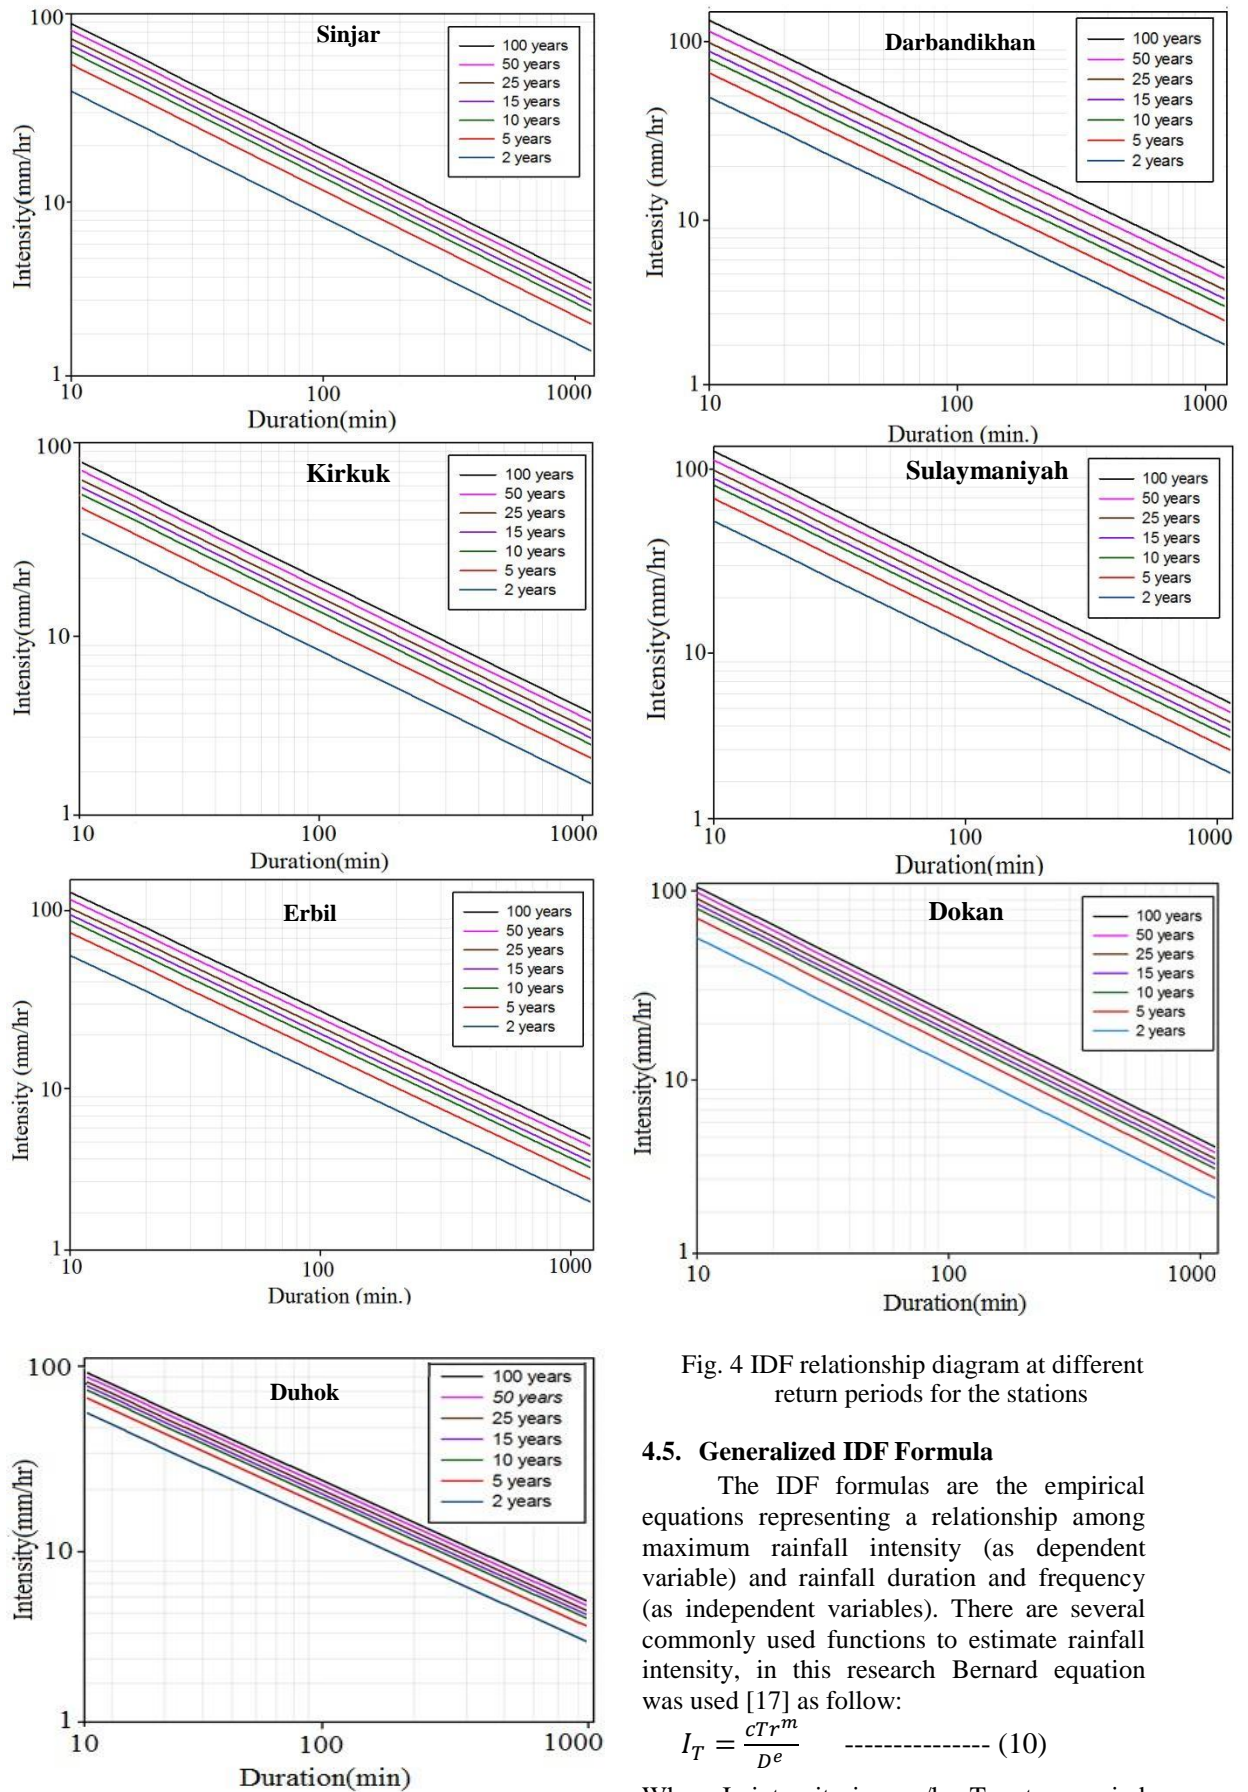 100
Sinjar
100 years
50 years
25 years
15 years
10 years
5 years
2 years
Intensity(mm/hr)
10
1
10
100
1000
Duration(min)
100
Darbandikhan
100 years
50 years
25 years
15 years
10 years
5 years
2 years
Intensity (mm/hr)
10
1
10
100
1000
Duration (min.)
100
Kirkuk
100 years
50 years
25 years
15 years
10 years
5 years
2 years
Intensity(mm/hr)
10
1
10
100
1000
Duration(min)
100
Sulaymaniyah
100 years
50 years
25 years
15 years
10 years
5 years
2 years
Intensity(mm/hr)
10
1
10
100
1000
Duration(min)
100
Erbil
100 years
50 years
25 years
15 years
10 years
5 years
2 years
Intensity (mm/hr)
10
1
10
100
1000
Duration (min.)
100
Dokan
100 years
50 years
25 years
15 years
10 years
5 years
2 years
Intensity(mm/hr)
10
1
10
100
1000
Duration(min)
100
Duhok
100 years
50 years
25 years
15 years
10 years
5 years
2 years
Intensity(mm/hr)
10
1
10
100
1000
Duration(min)
Fig. 4 IDF relationship diagram at different
return periods for the stations
4.5. Generalized IDF Formula
The IDF formulas are the empirical
equations representing a relationship among
maximum rainfall intensity (as dependent
variable) and rainfall duration and frequency
(as independent variables). There are several
commonly used functions to estimate rainfall
intensity, in this research Bernard equation
was used [17] as follow:
I_T = cTr^m / D^e --------------- (10)